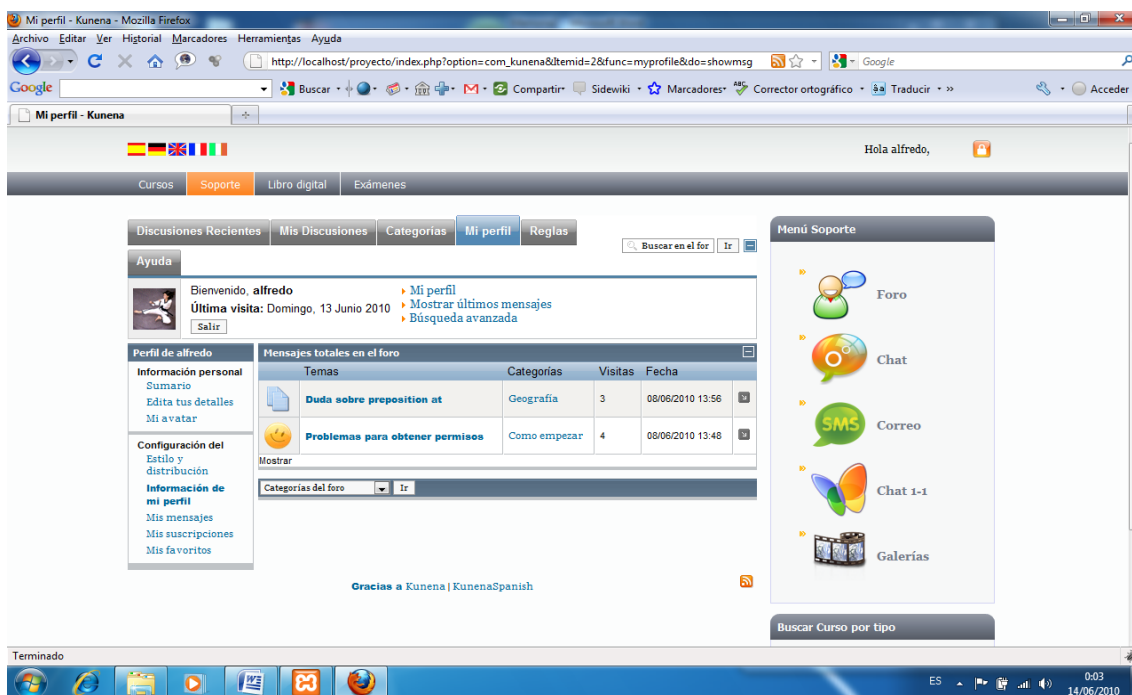 Mi perfil - Kunena - Mozilla Firefox
Archivo Editar Ver Historial Marcadores Herramientas Ayuda
http://localhost/proyecto/index.php?option=com_kunena&Itemid=2&func=myprofile&do=showmsg
Google
Google Buscar Compartir Sidewiki Marcadores ABC Corrector ortográfico Traducir » Acceder
Mi perfil - Kunena
Hola alfredo,
Cursos Soporte Libro digital Exámenes
Discusiones Recientes Mis Discusiones Categorias Mi perfil Reglas
Buscar en el for Ir
Ayuda
Bienvenido, alfredo
Última visita: Domingo, 13 Junio 2010
Salir
Mi perfil
Mostrar últimos mensajes
Búsqueda avanzada
Perfil de alfredo
Información personal
Sumario
Edita tus detalles
Mi avatar
Configuración del
Estilo y
distribución
Información de
mi perfil
Mis mensajes
Mis suscripciones
Mis favoritos
Mensajes totales en el foro
Temas Categorías Visitas Fecha
Duda sobre preposition at Geografía 3 08/06/2010 13:56
Problemas para obtener permisos Como empezar 4 08/06/2010 13:48
Mostrar
Categorías del foro Ir
Gracias a Kunena | KunenaSpanish
Menú Soporte
Foro
Chat
SMS
Correo
Chat 1-1
Galerías
Buscar Curso por tipo
Terminado
ES 0:03
14/06/2010